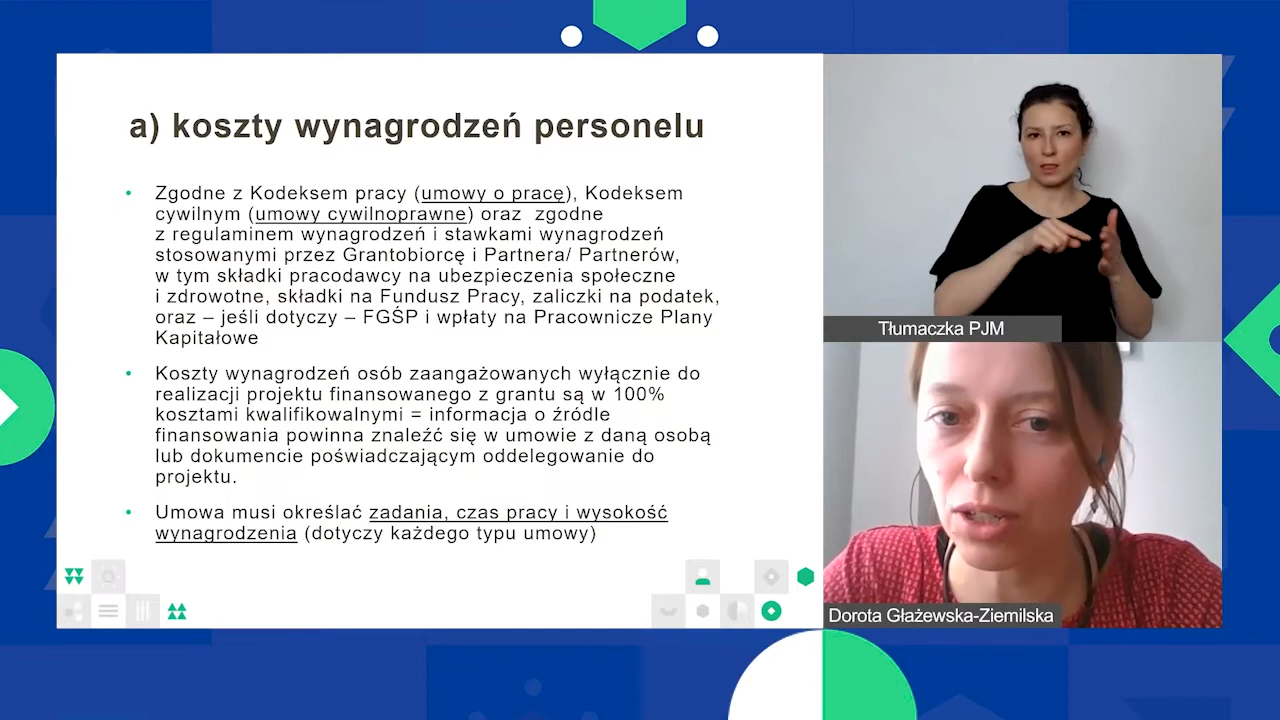 a) koszty wynagrodzeń personelu
• Zgodne z Kodeksem pracy (umowy o pracę), Kodeksem
cywilnym (umowy cywilnoprawne) oraz zgodne
z regulaminem wynagrodzeń i stawkami wynagrodzeń
stosowanymi przez Grantobiorcę i Partnera/ Partnerów,
w tym składki pracodawcy na ubezpieczenia społeczne
i zdrowotne, składki na Fundusz Pracy, zaliczki na podatek,
oraz – jeśli dotyczy – FGŚP i wpłaty na Pracownicze Plany
Kapitałowe
• Koszty wynagrodzeń osób zaangażowanych wyłącznie do
realizacji projektu finansowanego z grantu są w 100%
kosztami kwalifikowalnymi = informacja o źródle
finansowania powinna znaleźć się w umowie z daną osobą
lub dokumencie poświadczającym oddelegowanie do
projektu.
• Umowa musi określać zadania, czas pracy i wysokość
wynagrodzenia (dotyczy każdego typu umowy)
Tłumaczka PJM
Dorota Głażewska-Ziemilska